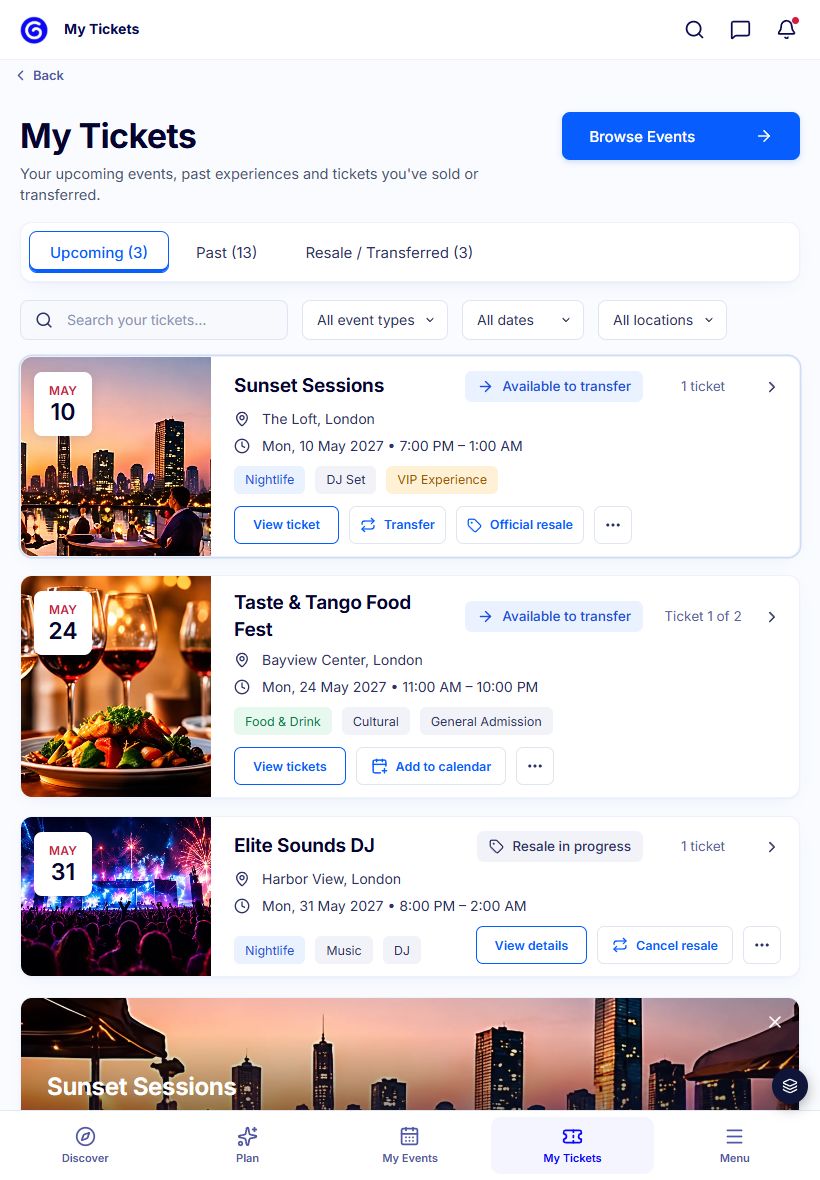 My Tickets
Back
My Tickets
Browse Events
Your upcoming events, past experiences and tickets you've sold or
transferred.
Upcoming (3)
Past (13)
Resale / Transferred (3)
Search your tickets...
All event types
All dates
All locations
MAY
10
Sunset Sessions
Available to transfer
1 ticket
The Loft, London
Mon, 10 May 2027 • 7:00 PM – 1:00 AM
Nightlife
DJ Set
VIP Experience
View ticket
Transfer
Official resale
MAY
24
Taste & Tango Food
Fest
Available to transfer
Ticket 1 of 2
Bayview Center, London
Mon, 24 May 2027 • 11:00 AM – 10:00 PM
Food & Drink
Cultural
General Admission
View tickets
Add to calendar
MAY
31
Elite Sounds DJ
Resale in progress
1 ticket
Harbor View, London
Mon, 31 May 2027 • 8:00 PM – 2:00 AM
Nightlife
Music
DJ
View details
Cancel resale
Sunset Sessions
Discover
Plan
My Events
My Tickets
Menu